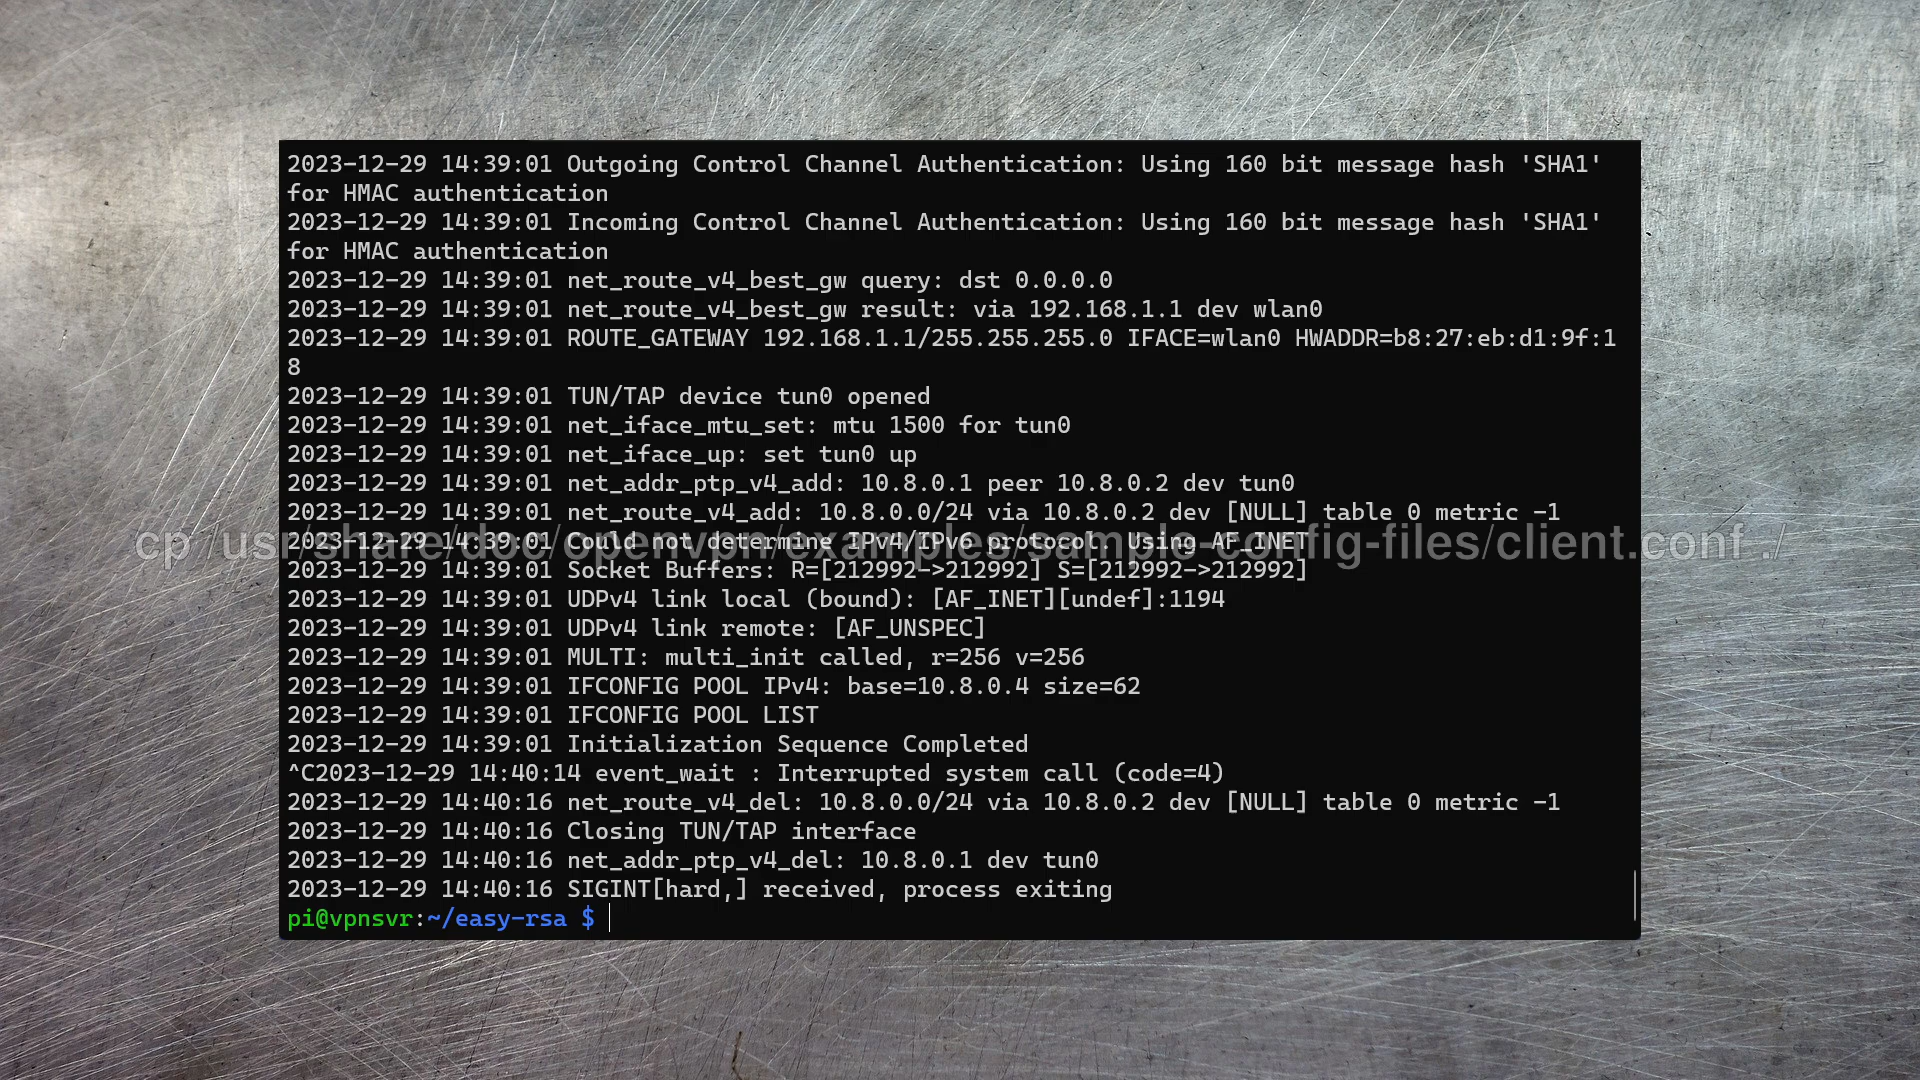 2023-12-29 14:39:01 Outgoing Control Channel Authentication: Using 160 bit message hash 'SHA1'
for HMAC authentication
2023-12-29 14:39:01 Incoming Control Channel Authentication: Using 160 bit message hash 'SHA1'
for HMAC authentication
2023-12-29 14:39:01 net_route_v4_best_gw query: dst 0.0.0.0
2023-12-29 14:39:01 net_route_v4_best_gw result: via 192.168.1.1 dev wlan0
2023-12-29 14:39:01 ROUTE_GATEWAY 192.168.1.1/255.255.255.0 IFACE=wlan0 HWADDR=b8:27:eb:d1:9f:1
8
2023-12-29 14:39:01 TUN/TAP device tun0 opened
2023-12-29 14:39:01 net_iface_mtu_set: mtu 1500 for tun0
2023-12-29 14:39:01 net_iface_up: set tun0 up
2023-12-29 14:39:01 net_addr_ptp_v4_add: 10.8.0.1 peer 10.8.0.2 dev tun0
2023-12-29 14:39:01 net_route_v4_add: 10.8.0.0/24 via 10.8.0.2 dev [NULL] table 0 metric -1
2023-12-29 14:39:01 Could not determine IPv4/IPv6 protocol. Using AF_INET
cp /usr/share/doc/openvpn/examples/sample-config-files/client.conf ./
2023-12-29 14:39:01 Socket Buffers: R=[212992->212992] S=[212992->212992]
2023-12-29 14:39:01 UDPv4 link local (bound): [AF_INET][undef]:1194
2023-12-29 14:39:01 UDPv4 link remote: [AF_UNSPEC]
2023-12-29 14:39:01 MULTI: multi_init called, r=256 v=256
2023-12-29 14:39:01 IFCONFIG POOL IPv4: base=10.8.0.4 size=62
2023-12-29 14:39:01 IFCONFIG POOL LIST
2023-12-29 14:39:01 Initialization Sequence Completed
^C2023-12-29 14:40:14 event_wait : Interrupted system call (code=4)
2023-12-29 14:40:16 net_route_v4_del: 10.8.0.0/24 via 10.8.0.2 dev [NULL] table 0 metric -1
2023-12-29 14:40:16 Closing TUN/TAP interface
2023-12-29 14:40:16 net_addr_ptp_v4_del: 10.8.0.1 dev tun0
2023-12-29 14:40:16 SIGINT[hard,] received, process exiting
pi@vpnsvr:~/easy-rsa $